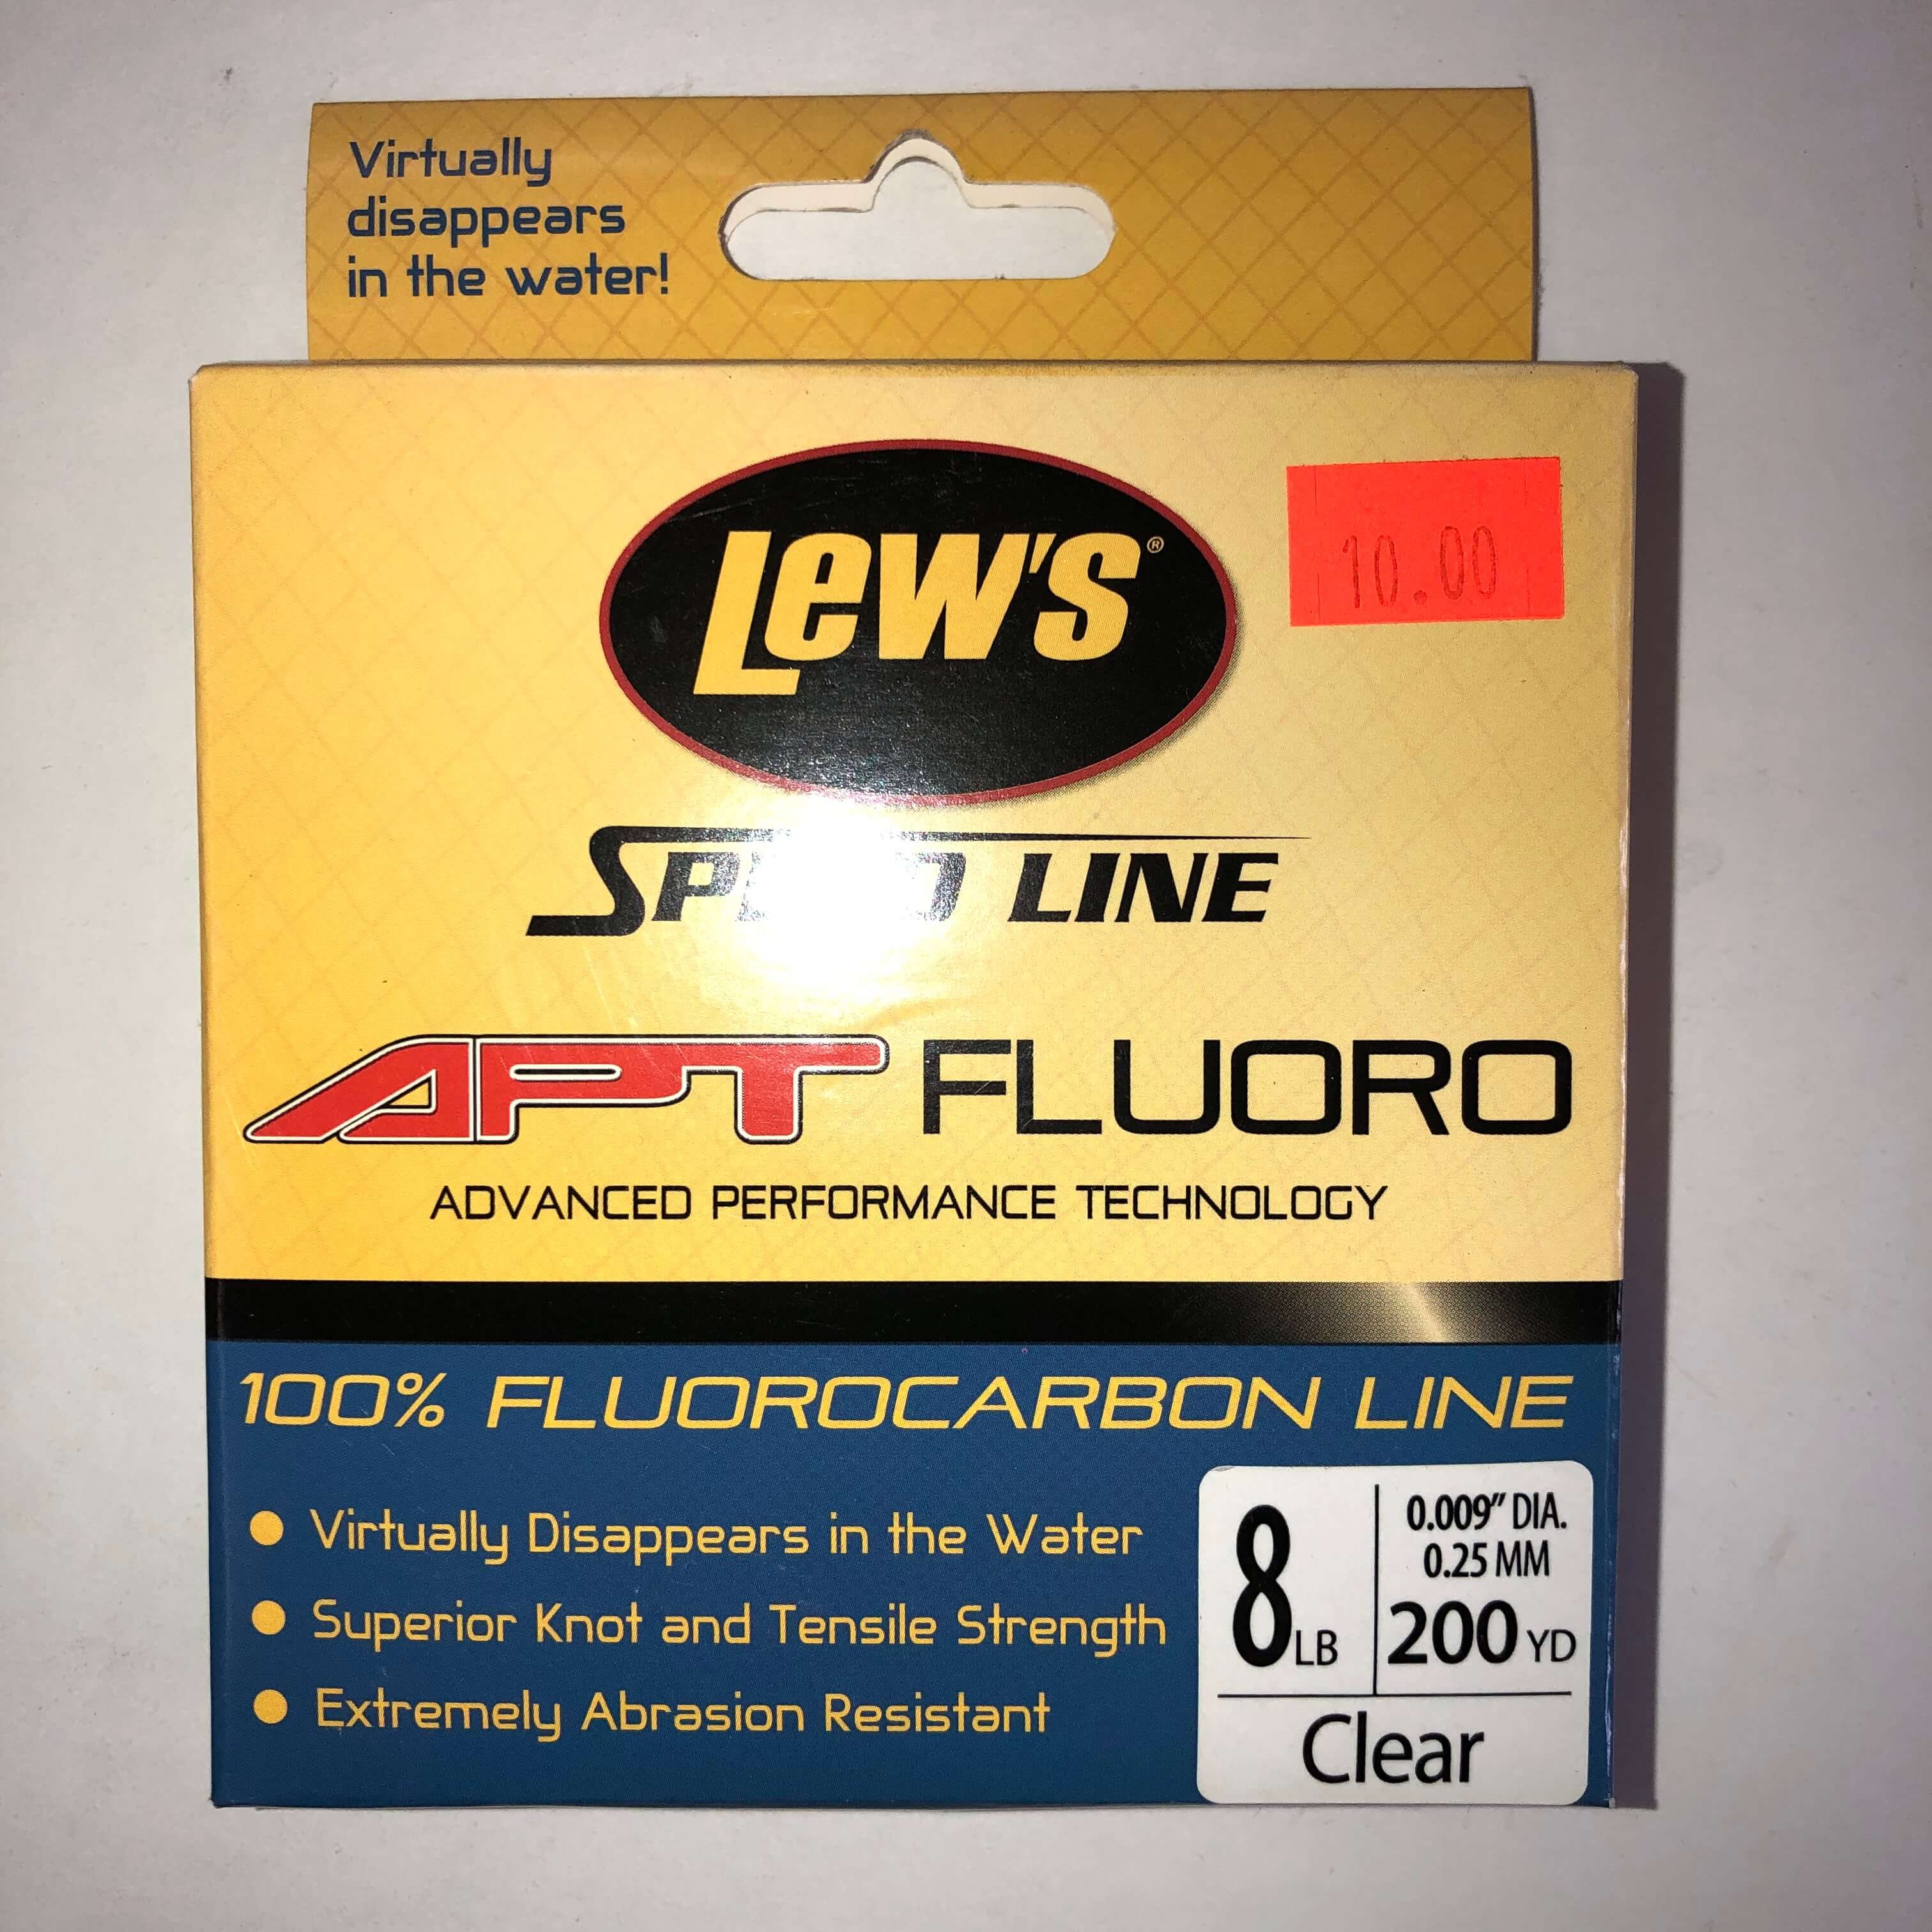 Virtually
disappears
in the water!
Lew's®
10.00
SPEED LINE
APT FLUORO
ADVANCED PERFORMANCE TECHNOLOGY
100% FLUOROCARBON LINE
Virtually Disappears in the Water
Superior Knot and Tensile Strength
Extremely Abrasion Resistant
8 LB
0.009" DIA.
0.25 MM
200 YD
Clear